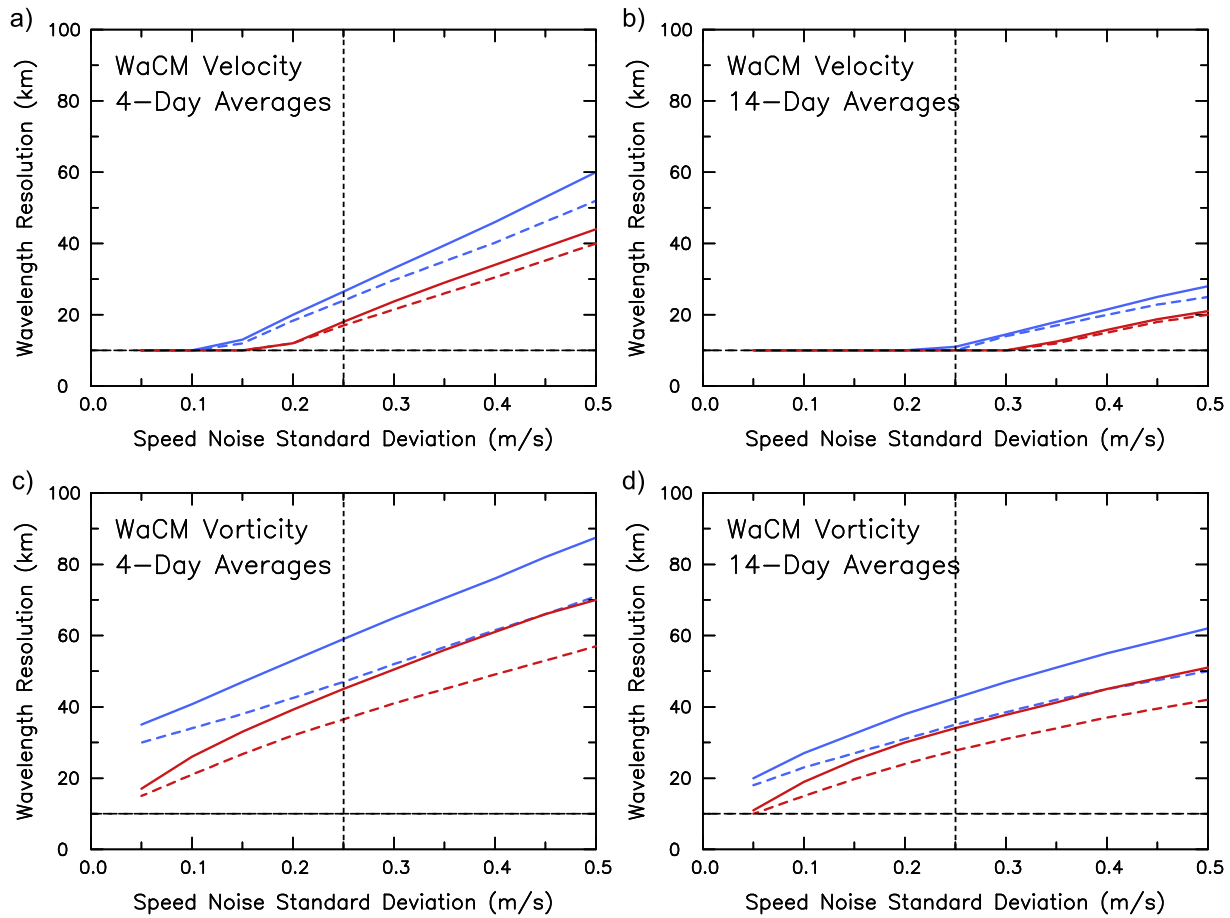 a)
WaCM Velocity
4-Day Averages
Wavelength Resolution (km)
100
80
60
40
20
0
0.0 0.1 0.2 0.3 0.4 0.5
Speed Noise Standard Deviation (m/s)
b)
WaCM Velocity
14-Day Averages
Wavelength Resolution (km)
100
80
60
40
20
0
0.0 0.1 0.2 0.3 0.4 0.5
Speed Noise Standard Deviation (m/s)
c)
WaCM Vorticity
4-Day Averages
Wavelength Resolution (km)
100
80
60
40
20
0
0.0 0.1 0.2 0.3 0.4 0.5
Speed Noise Standard Deviation (m/s)
d)
WaCM Vorticity
14-Day Averages
Wavelength Resolution (km)
100
80
60
40
20
0
0.0 0.1 0.2 0.3 0.4 0.5
Speed Noise Standard Deviation (m/s)